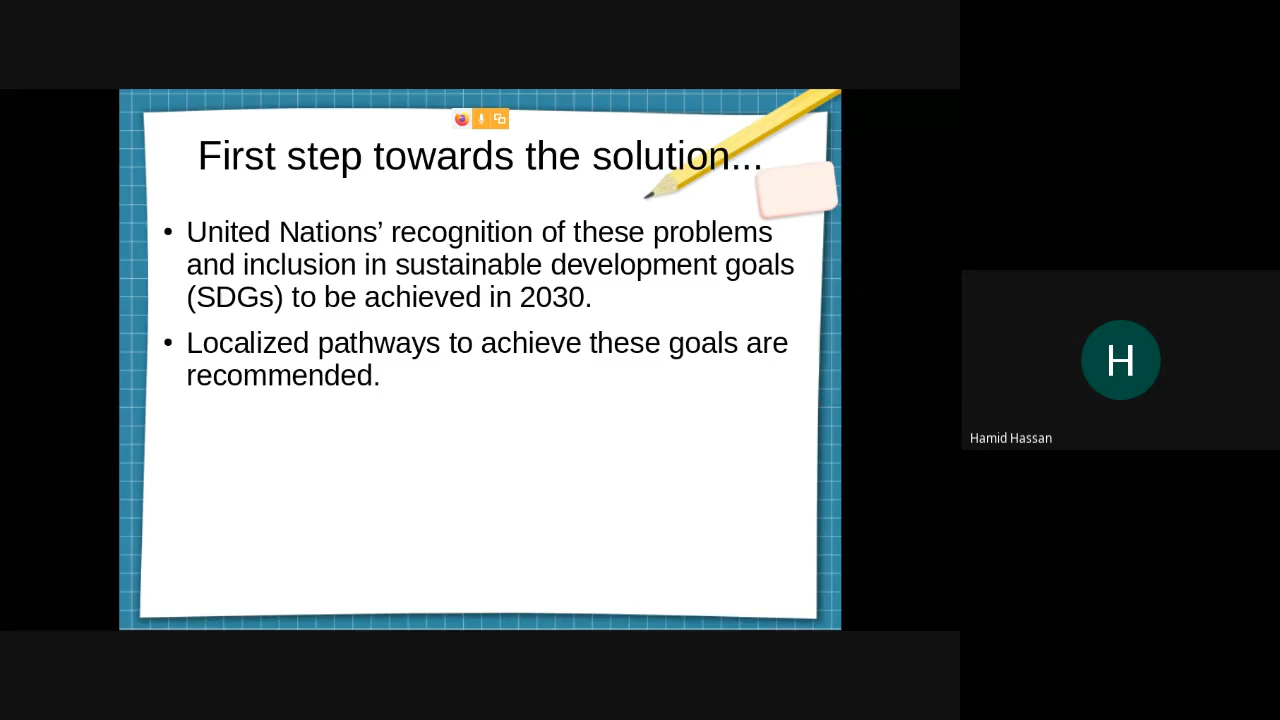 First step towards the solution...
• United Nations’ recognition of these problems
and inclusion in sustainable development goals
(SDGs) to be achieved in 2030.
• Localized pathways to achieve these goals are
recommended.
H
Hamid Hassan